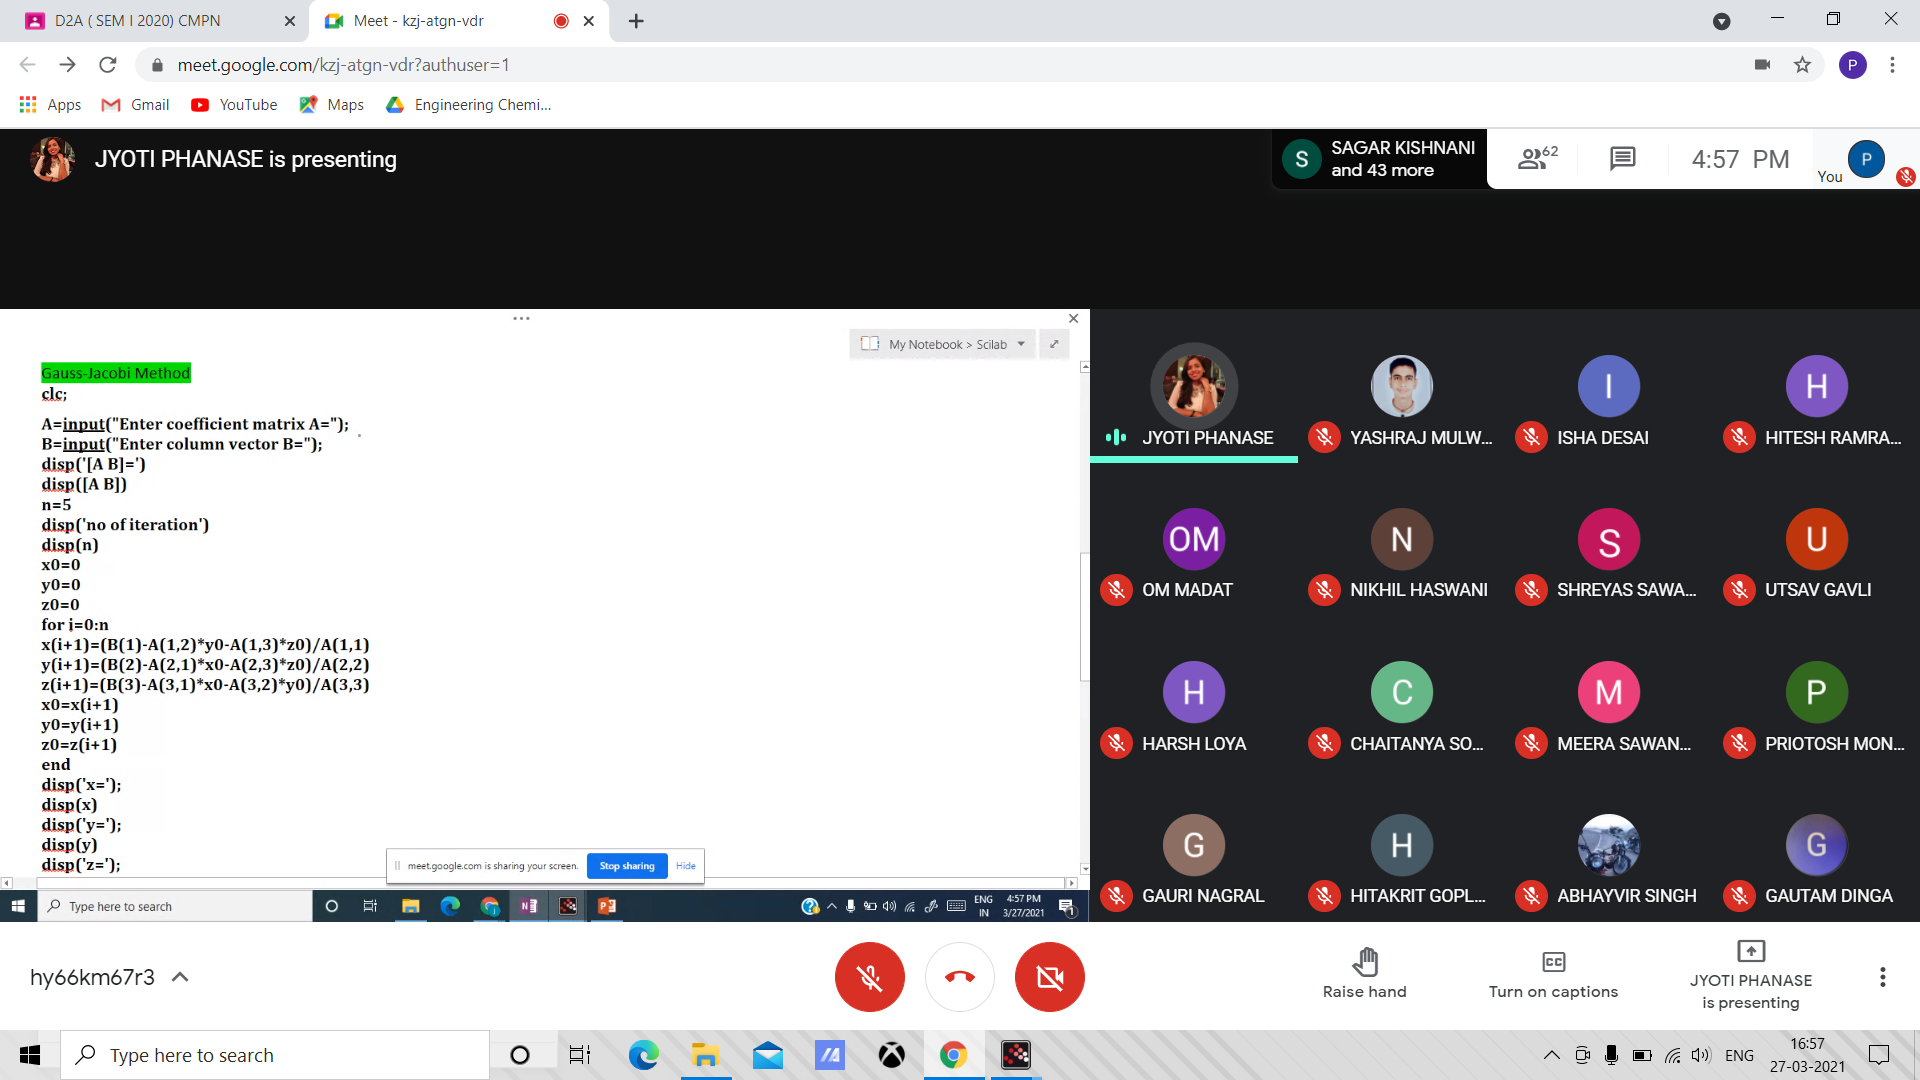 D2A ( SEM I 2020) CMPN
Meet - kzj-atgn-vdr
meet.google.com/kzj-atgn-vdr?authuser=1
P
Apps
Gmail
YouTube
Maps
Engineering Chemi...
JYOTI PHANASE is presenting
S
SAGAR KISHNANI
and 43 more
62
4:57 PM
You
P
My Notebook > Scilab
Gauss-Jacobi Method
clc;
A=input("Enter coefficient matrix A=");
B=input("Enter column vector B=");
disp('[A B]=')
disp([A B])
n=5
disp('no of iteration')
disp(n)
x0=0
y0=0
z0=0
for i=0:n
x(i+1)=(B(1)-A(1,2)*y0-A(1,3)*z0)/A(1,1)
y(i+1)=(B(2)-A(2,1)*x0-A(2,3)*z0)/A(2,2)
z(i+1)=(B(3)-A(3,1)*x0-A(3,2)*y0)/A(3,3)
x0=x(i+1)
y0=y(i+1)
z0=z(i+1)
end
disp('x=');
disp(x)
disp('y=');
disp(y)
disp('z=');
meet.google.com is sharing your screen.
Stop sharing
Hide
Type here to search
ENG
IN
4:57 PM
3/27/2021
1
JYOTI PHANASE
YASHRAJ MULW...
I
ISHA DESAI
H
HITESH RAMRA...
OM
OM MADAT
N
NIKHIL HASWANI
S
SHREYAS SAWA...
U
UTSAV GAVLI
H
HARSH LOYA
C
CHAITANYA SO...
M
MEERA SAWAN...
P
PRIOTOSH MON...
G
GAURI NAGRAL
H
HITAKRIT GOPL...
ABHAYVIR SINGH
G
GAUTAM DINGA
hy66km67r3
Raise hand
CC
Turn on captions
JYOTI PHANASE
is presenting
Type here to search
ENG
16:57
27-03-2021